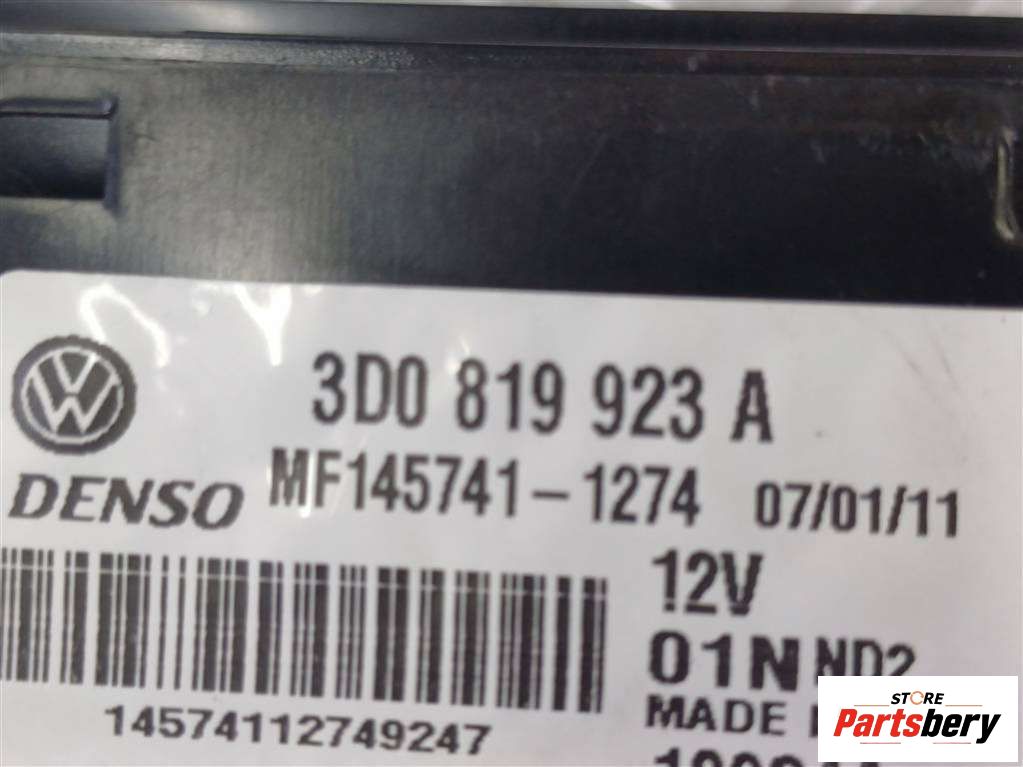 3D0 819 923 A
DENSO MF145741-1274 07/01/11
12V
01N ND2
MADE
14574112749247
STORE
Partsbery